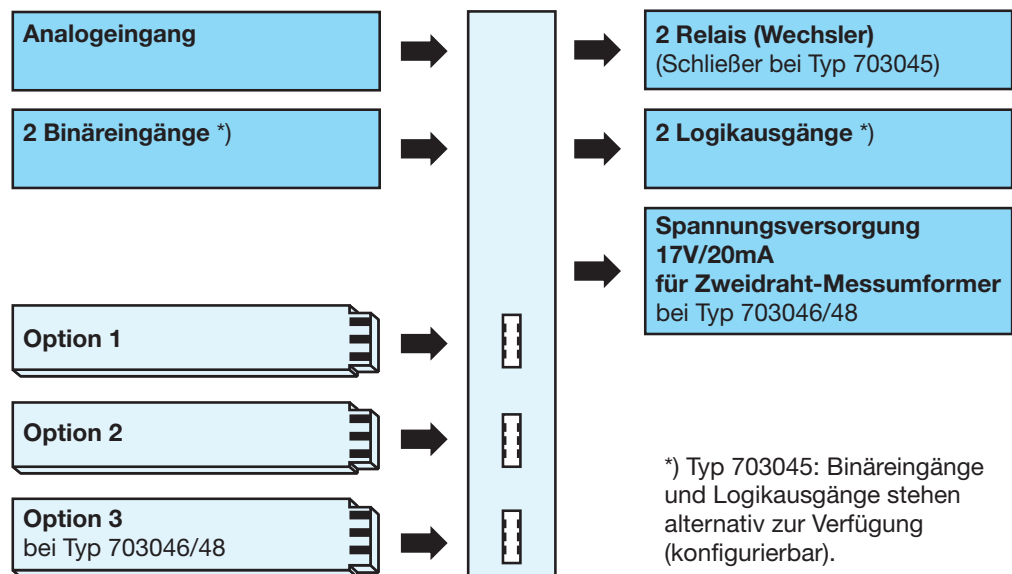 Analogeingang
2 Binäreingänge *)
Option 1
Option 2
Option 3
bei Typ 703046/48
2 Relais (Wechsler)
(Schließer bei Typ 703045)
2 Logikausgänge *)
Spannungsversorgung
17V/20mA
für Zweidraht-Messumformer
bei Typ 703046/48
*) Typ 703045: Binäreingänge
und Logikausgänge stehen
alternativ zur Verfügung
(konfigurierbar).